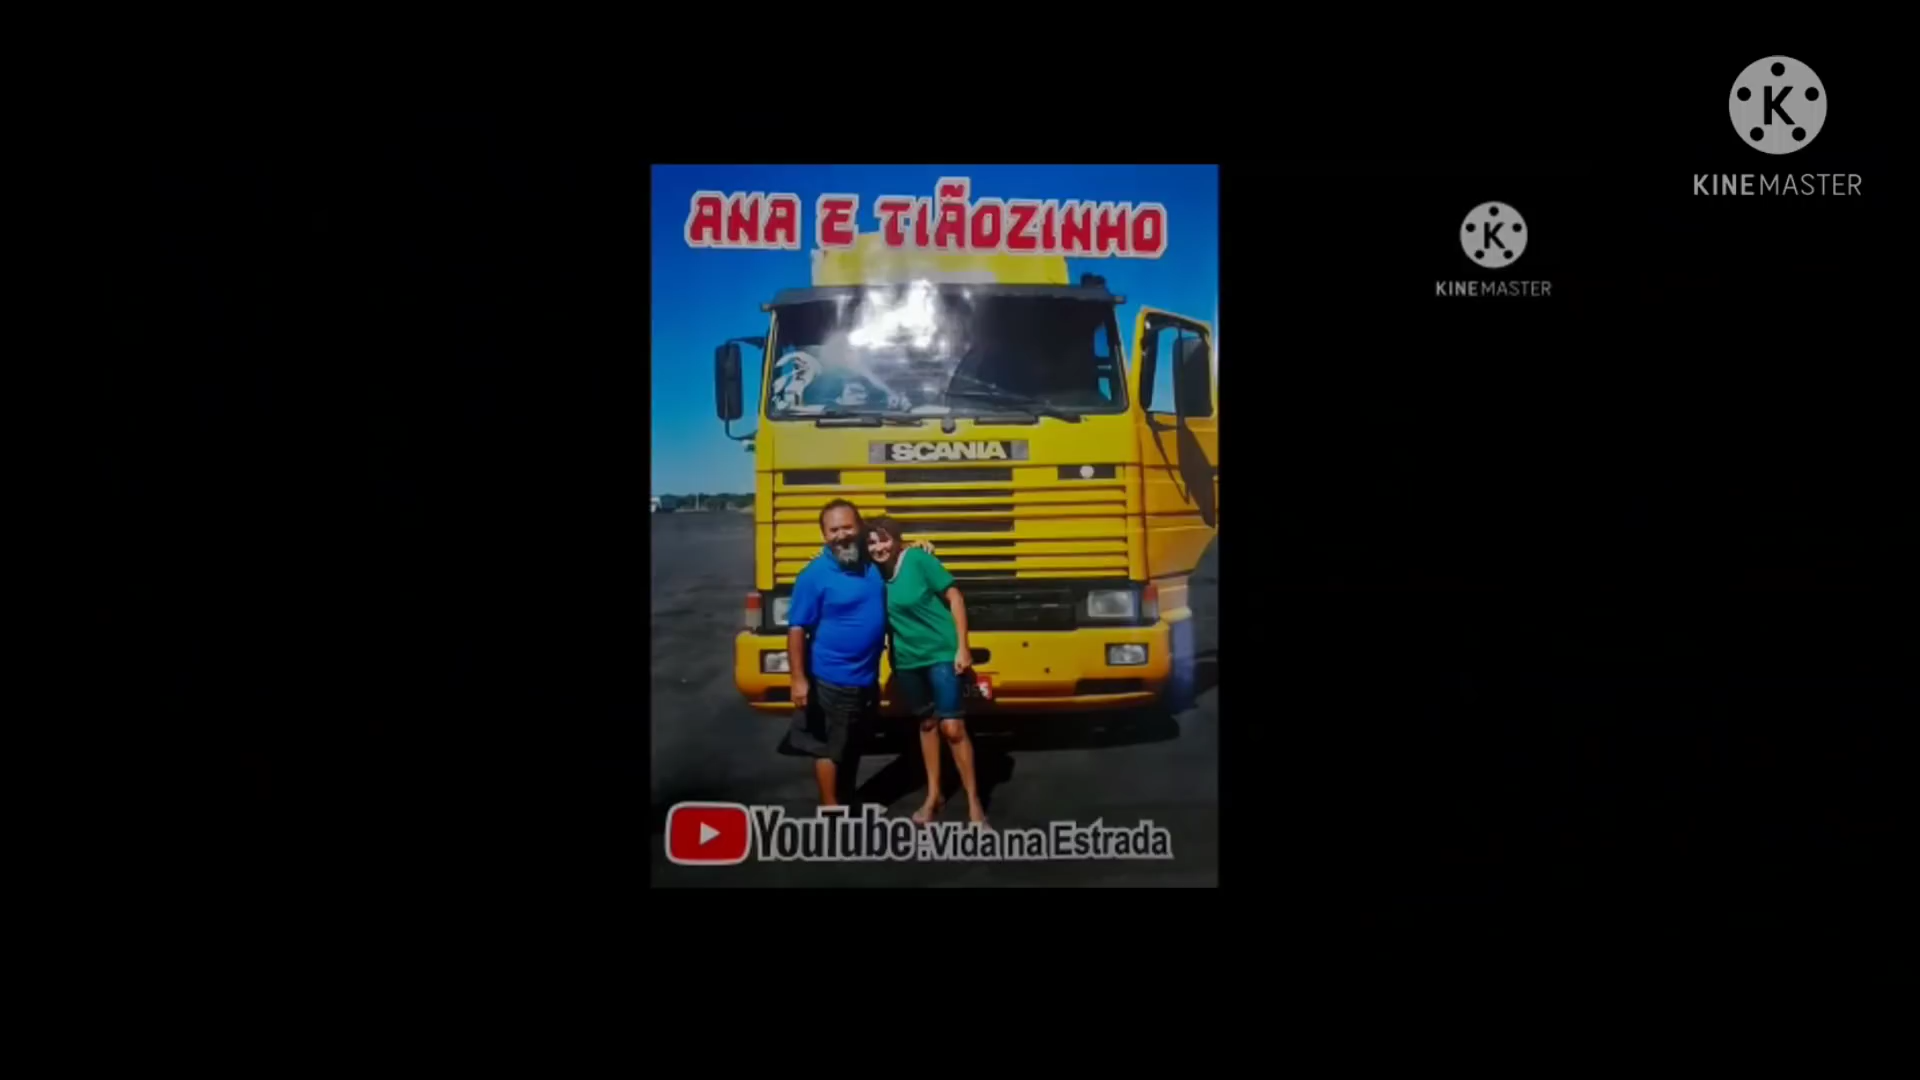 KINEMASTER
KINEMASTER
ANA E TIÃOZINHO
SCANIA
YouTube:Vida na Estrada